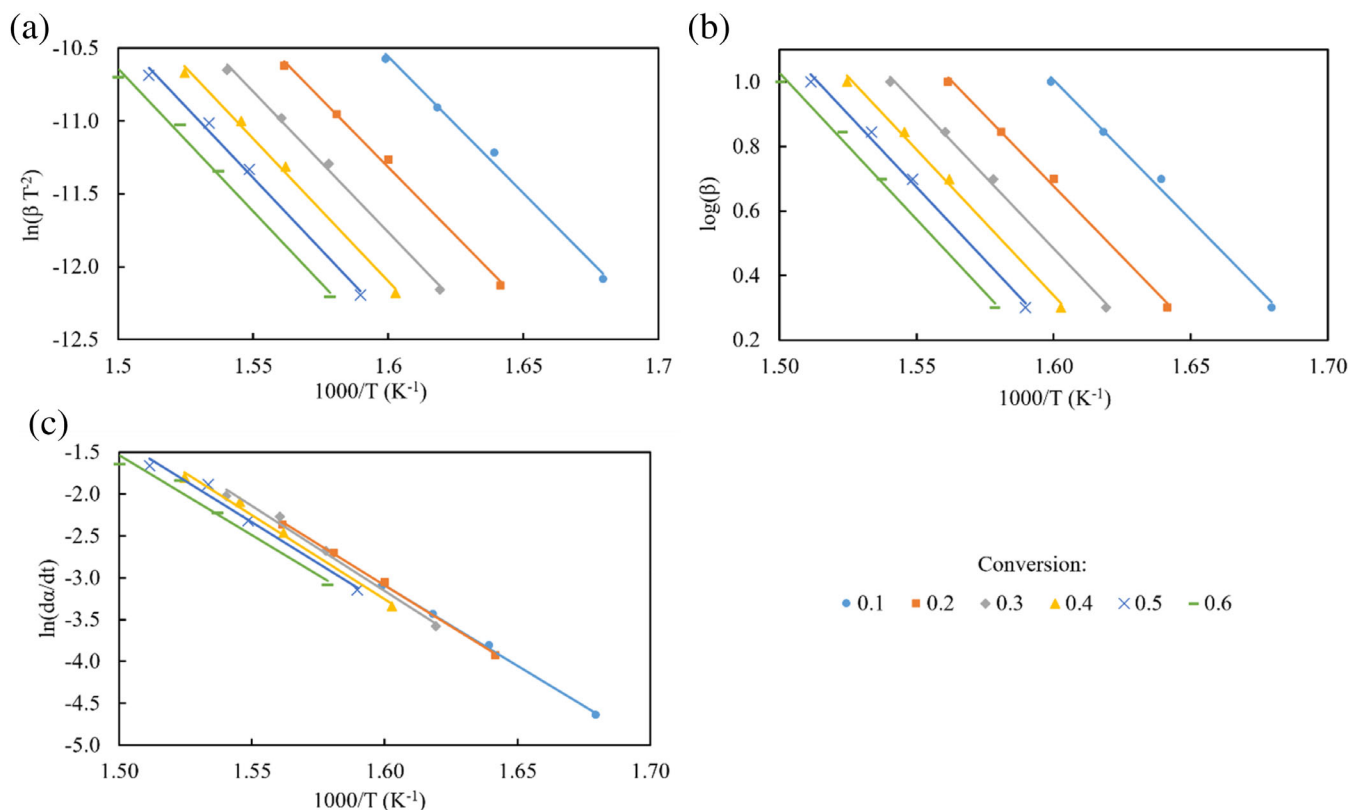 (a)
-10.5
-11.0
-11.5
-12.0
-12.5
ln(β T⁻²)
1.5 1.55 1.6 1.65 1.7
1000/T (K⁻¹)
(b)
1.0
0.8
0.6
0.4
0.2
log(β)
1.50 1.55 1.60 1.65 1.70
1000/T (K⁻¹)
(c)
-1.5
-2.0
-2.5
-3.0
-3.5
-4.0
-4.5
-5.0
ln(dα/dt)
1.50 1.55 1.60 1.65 1.70
1000/T (K⁻¹)
Conversion:
0.1 0.2 0.3 0.4 0.5 0.6